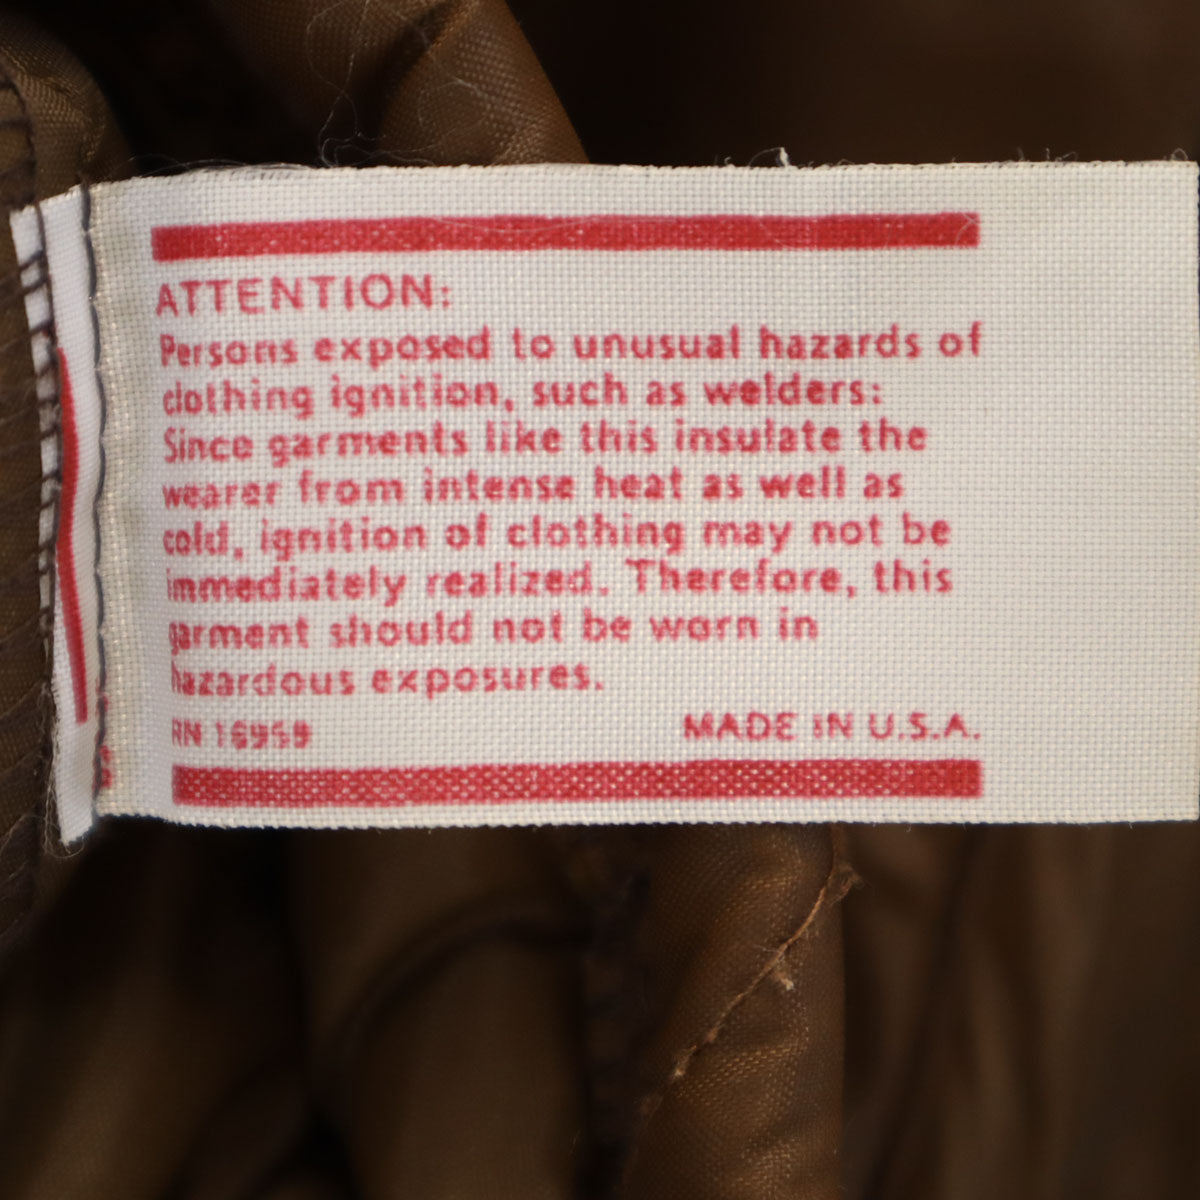 ATTENTION:
Persons exposed to unusual hazards of
clothing ignition, such as welders:
Since garments like this insulate the
wearer from intense heat as well as
cold, ignition of clothing may not be
immediately realized. Therefore, this
garment should not be worn in
hazardous exposures.
RN 16969
MADE IN U.S.A.